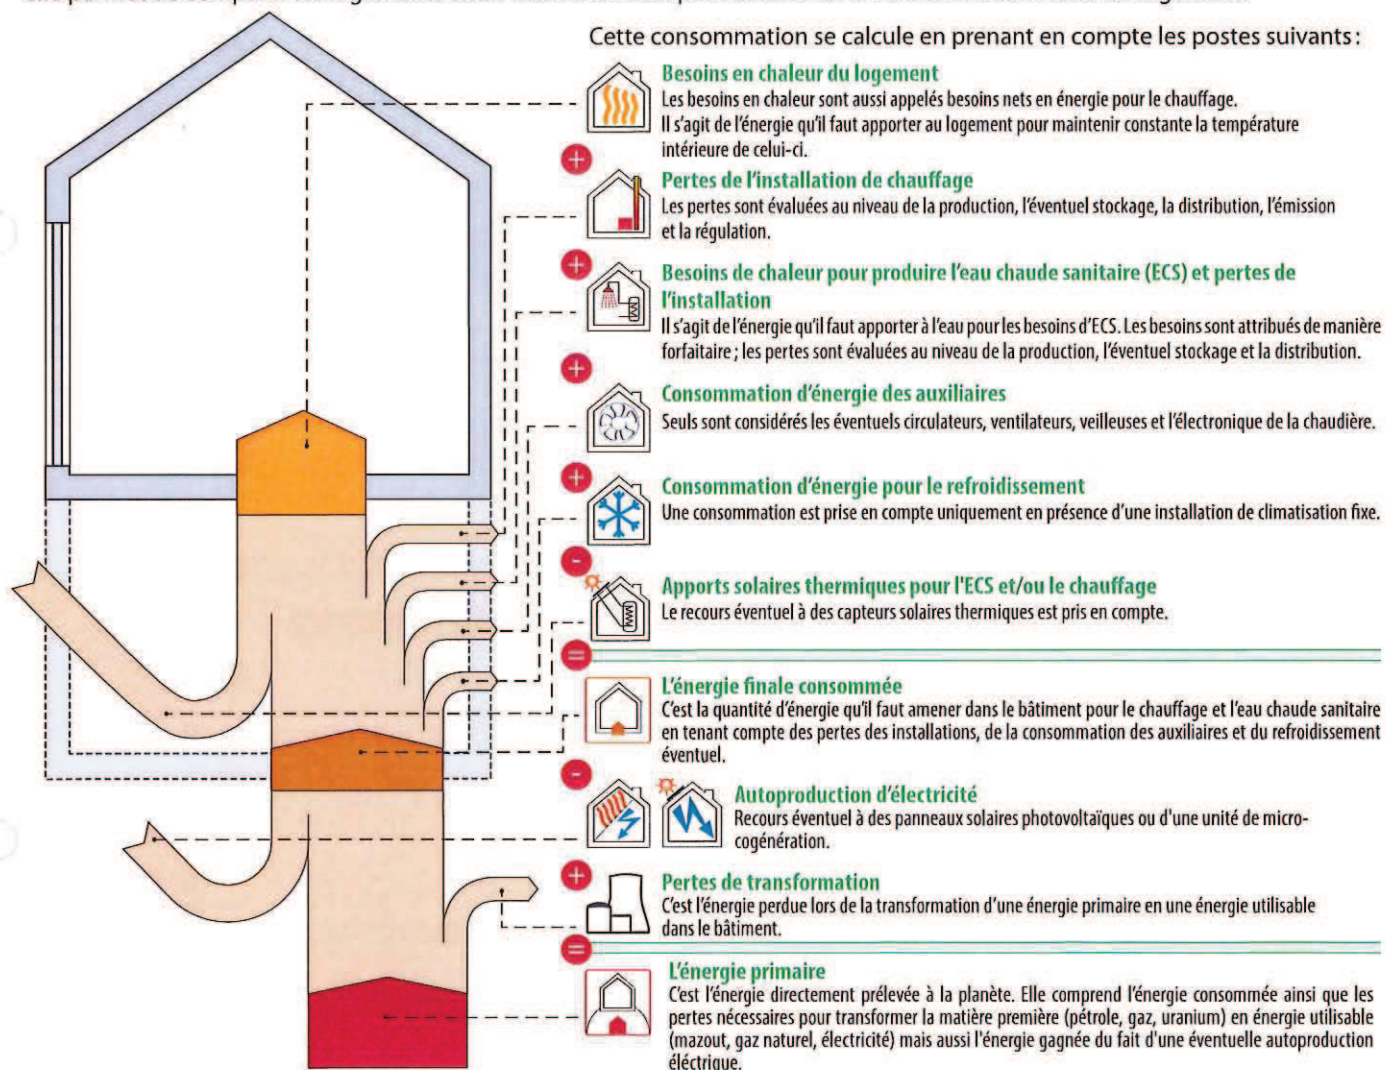 Cette consommation se calcule en prenant en compte les postes suivants :
Besoins en chaleur du logement
Les besoins en chaleur sont aussi appelés besoins nets en énergie pour le chauffage.
Il s'agit de l'énergie qu'il faut apporter au logement pour maintenir constante la température
intérieure de celui-ci.
+
Pertes de l'installation de chauffage
Les pertes sont évaluées au niveau de la production, l'éventuel stockage, la distribution, l'émission
et la régulation.
+
Besoins de chaleur pour produire l'eau chaude sanitaire (ECS) et pertes de
l'installation
Il s'agit de l'énergie qu'il faut apporter à l'eau pour les besoins d'ECS. Les besoins sont attribués de manière
forfaitaire ; les pertes sont évaluées au niveau de la production, l'éventuel stockage et la distribution.
+
Consommation d'énergie des auxiliaires
Seuls sont considérés les éventuels circulateurs, ventilateurs, veilleuses et l'électronique de la chaudière.
+
Consommation d'énergie pour le refroidissement
Une consommation est prise en compte uniquement en présence d'une installation de climatisation fixe.
-
Apports solaires thermiques pour l'ECS et/ou le chauffage
Le recours éventuel à des capteurs solaires thermiques est pris en compte.
=
L'énergie finale consommée
C'est la quantité d'énergie qu'il faut amener dans le bâtiment pour le chauffage et l'eau chaude sanitaire
en tenant compte des pertes des installations, de la consommation des auxiliaires et du refroidissement
éventuel.
-
Autoproduction d'électricité
Recours éventuel à des panneaux solaires photovoltaïques ou d'une unité de micro-
cogénération.
+
Pertes de transformation
C'est l'énergie perdue lors de la transformation d'une énergie primaire en une énergie utilisable
dans le bâtiment.
=
L'énergie primaire
C'est l'énergie directement prélevée à la planète. Elle comprend l'énergie consommée ainsi que les
pertes nécessaires pour transformer la matière première (pétrole, gaz, uranium) en énergie utilisable
(mazout, gaz naturel, électricité) mais aussi l'énergie gagnée du fait d'une éventuelle autoproduction
éléctrique.